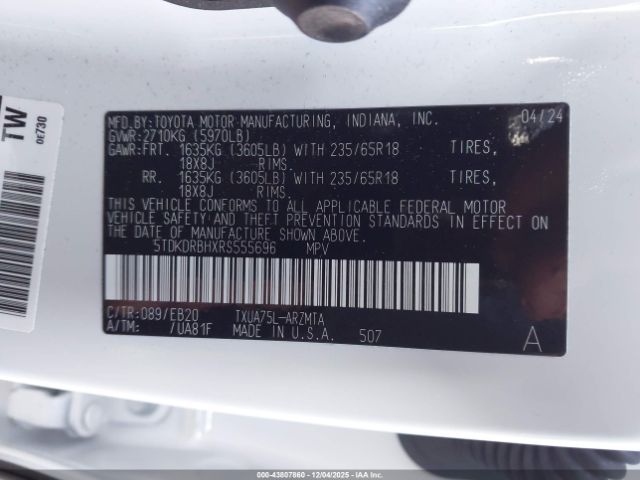 TW
0E730
MFD. BY: TOYOTA MOTOR MANUFACTURING, INDIANA, INC. 04/24
GVWR: 2710KG (5970LB)
GAWR: FRT. 1635KG (3605LB) WITH 235/65R18 TIRES,
18X8J RIMS.
RR. 1635KG (3605LB) WITH 235/65R18 TIRES,
18X8J RIMS.
THIS VEHICLE CONFORMS TO ALL APPLICABLE FEDERAL MOTOR
VEHICLE SAFETY AND THEFT PREVENTION STANDARDS IN EFFECT ON
THE DATE OF MANUFACTURE SHOWN ABOVE.
5TDKDRBHXRS555696 MPV
C/TR: 089/EB20 TXUA75L-ARZMTA
A/TM: /UA81F MADE IN U.S.A. 507 A
000-43807860 - 12/04/2025 - IAA Inc.